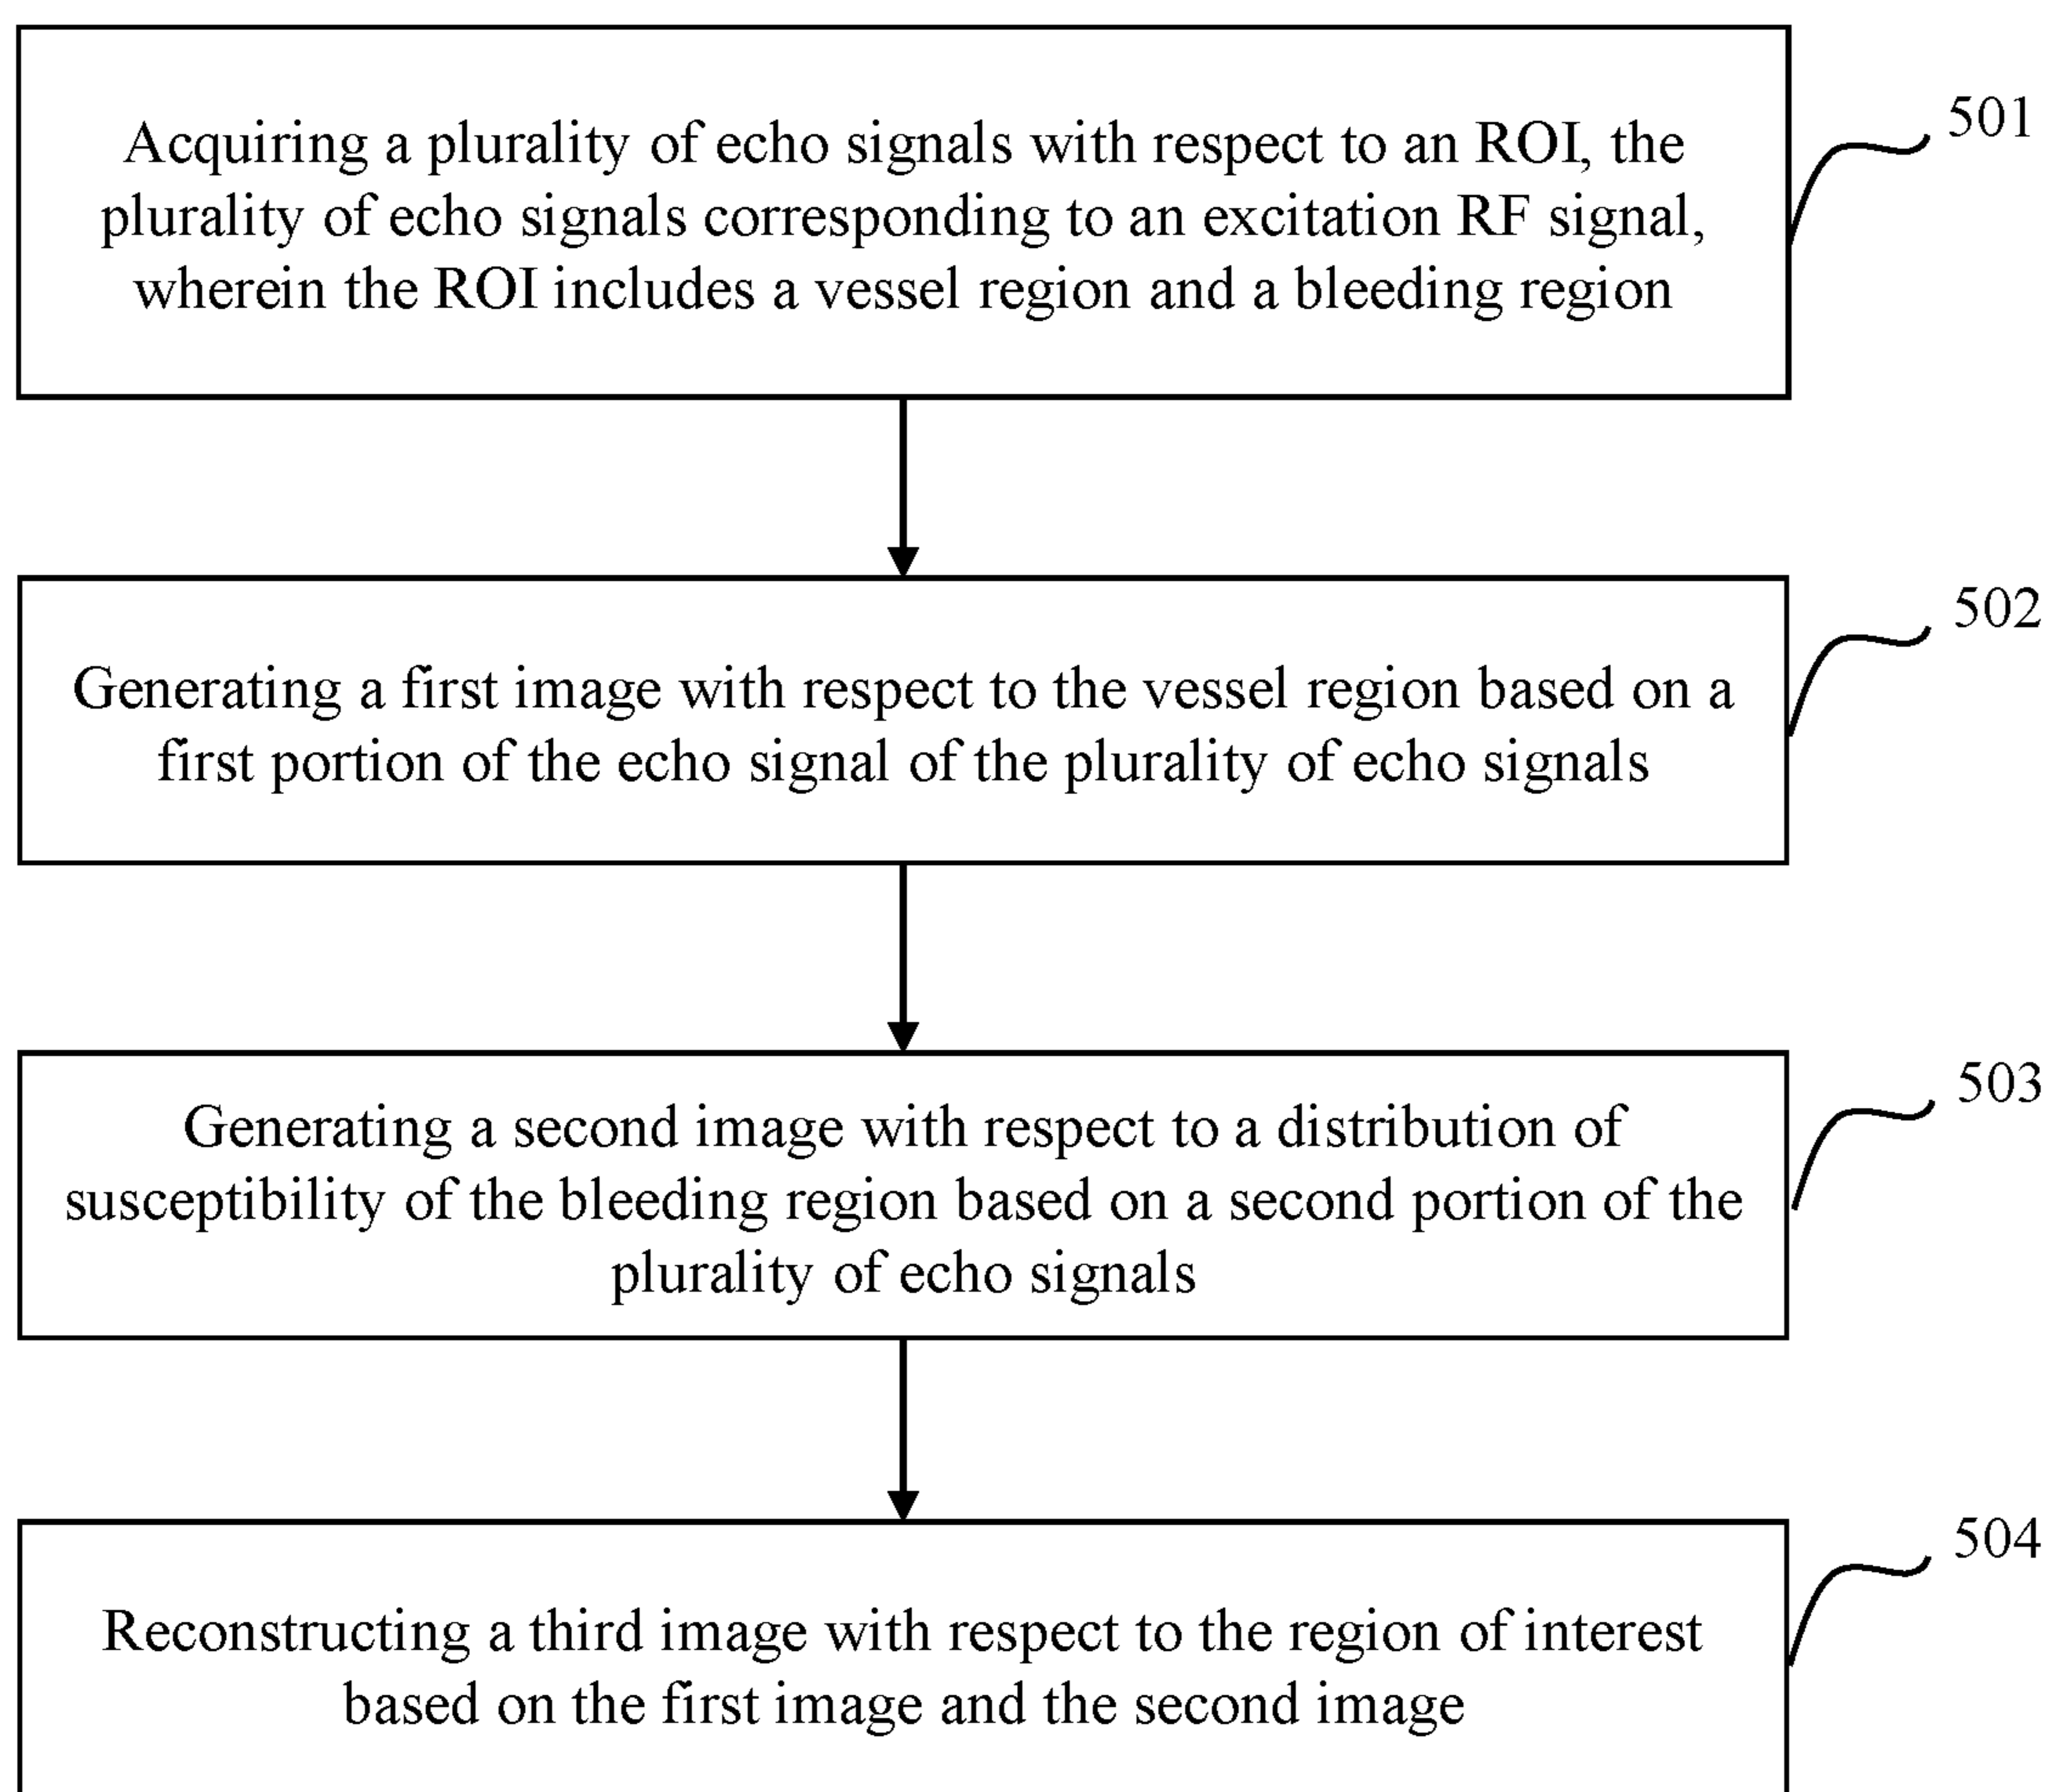 Acquiring a plurality of echo signals with respect to an ROI, the
plurality of echo signals corresponding to an excitation RF signal,
wherein the ROI includes a vessel region and a bleeding region
501
Generating a first image with respect to the vessel region based on a
first portion of the echo signal of the plurality of echo signals
502
Generating a second image with respect to a distribution of
susceptibility of the bleeding region based on a second portion of the
plurality of echo signals
503
Reconstructing a third image with respect to the region of interest
based on the first image and the second image
504